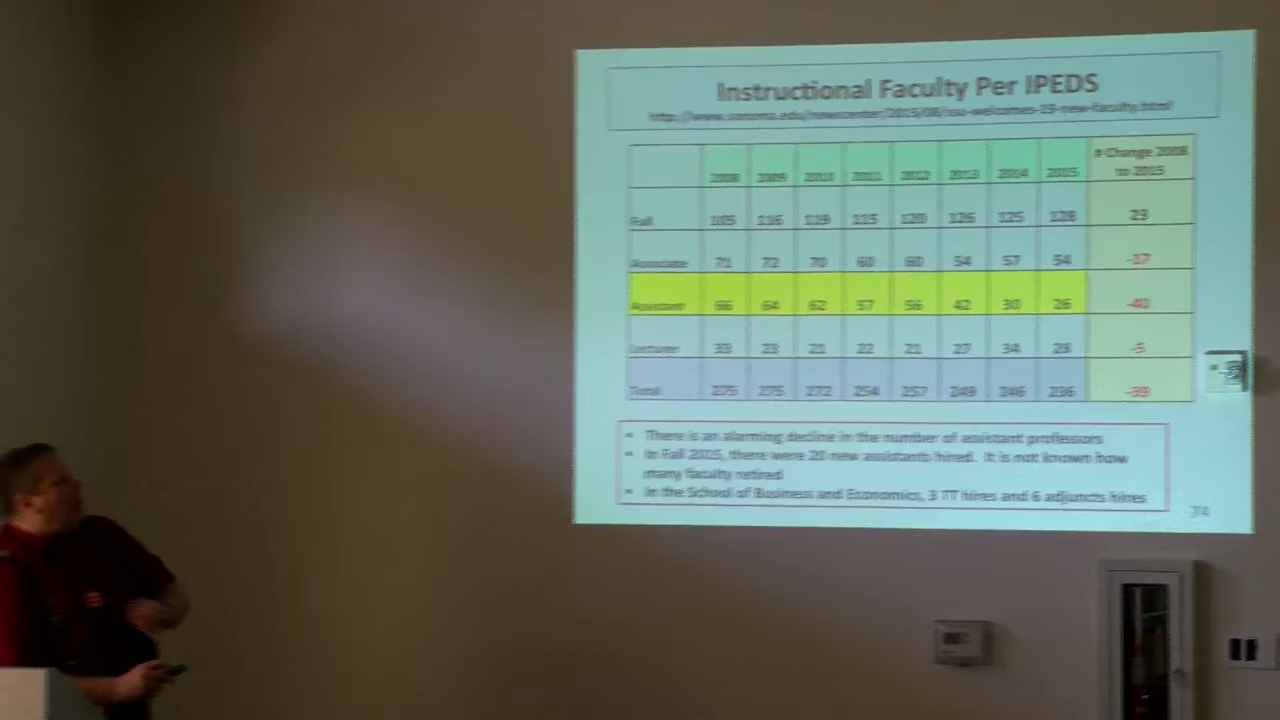 Instructional Faculty Per IPEDS
http://www.sonoma.edu/newscenter/2015/08/ssu-welcomes-19-new-faculty.html
2008 2009 2010 2011 2012 2013 2014 2015 # Change 2008
to 2015
Full 105 116 119 115 120 126 125 128 23
Associate 71 72 70 60 60 54 57 54 -17
Assistant 66 64 62 57 56 42 30 26 -40
Lecturer 33 23 21 22 21 27 34 28 -5
Total 275 275 272 254 257 249 246 236 -39
There is an alarming decline in the number of assistant professors
In Fall 2015, there were 20 new assistants hired. It is not known how
many faculty retired
In the School of Business and Economics, 3 TT hires and 6 adjuncts hires
74